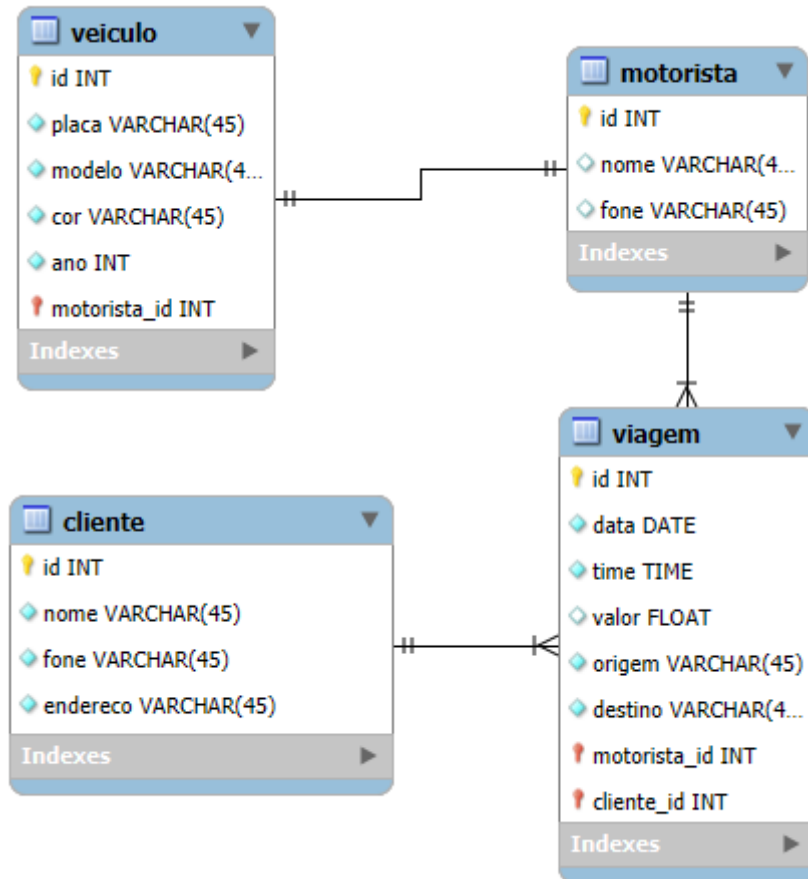 veiculo
id INT
placa VARCHAR(45)
modelo VARCHAR(4...
cor VARCHAR(45)
ano INT
motorista_id INT
Indexes
motorista
id INT
nome VARCHAR(4...
fone VARCHAR(45)
Indexes
viagem
id INT
data DATE
time TIME
valor FLOAT
origem VARCHAR(45)
destino VARCHAR(4...
motorista_id INT
cliente_id INT
Indexes
cliente
id INT
nome VARCHAR(45)
fone VARCHAR(45)
endereco VARCHAR(45)
Indexes